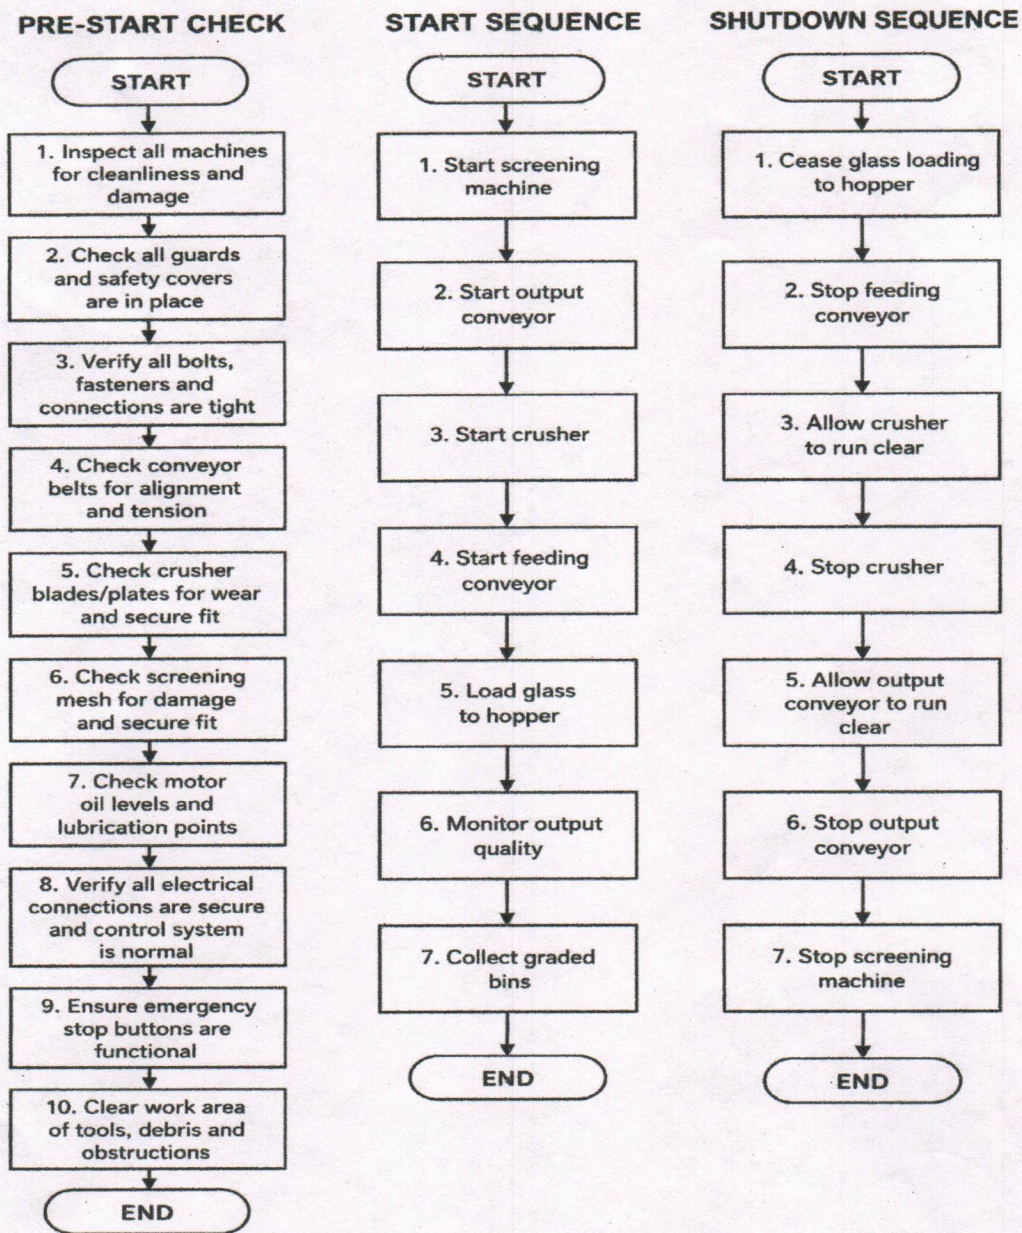 PRE-START CHECK
START
1. Inspect all machines
for cleanliness and
damage
2. Check all guards
and safety covers
are in place
3. Verify all bolts,
fasteners and
connections are tight
4. Check conveyor
belts for alignment
and tension
5. Check crusher
blades/plates for wear
and secure fit
6. Check screening
mesh for damage
and secure fit
7. Check motor
oil levels and
lubrication points
8. Verify all electrical
connections are secure
and control system
is normal
9. Ensure emergency
stop buttons are
functional
10. Clear work area
of tools, debris and
obstructions
END
START SEQUENCE
START
1. Start screening
machine
2. Start output
conveyor
3. Start crusher
4. Start feeding
conveyor
5. Load glass
to hopper
6. Monitor output
quality
7. Collect graded
bins
END
SHUTDOWN SEQUENCE
START
1. Cease glass loading
to hopper
2. Stop feeding
conveyor
3. Allow crusher
to run clear
4. Stop crusher
5. Allow output
conveyor to run
clear
6. Stop output
conveyor
7. Stop screening
machine
END